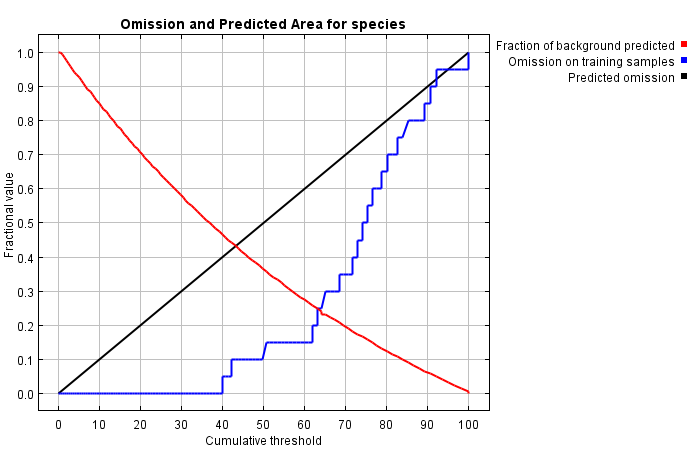 Omission and Predicted Area for species
Fraction of background predicted
Omission on training samples
Predicted omission
Fractional value
1.0
0.9
0.8
0.7
0.6
0.5
0.4
0.3
0.2
0.1
0.0
0 10 20 30 40 50 60 70 80 90 100
Cumulative threshold